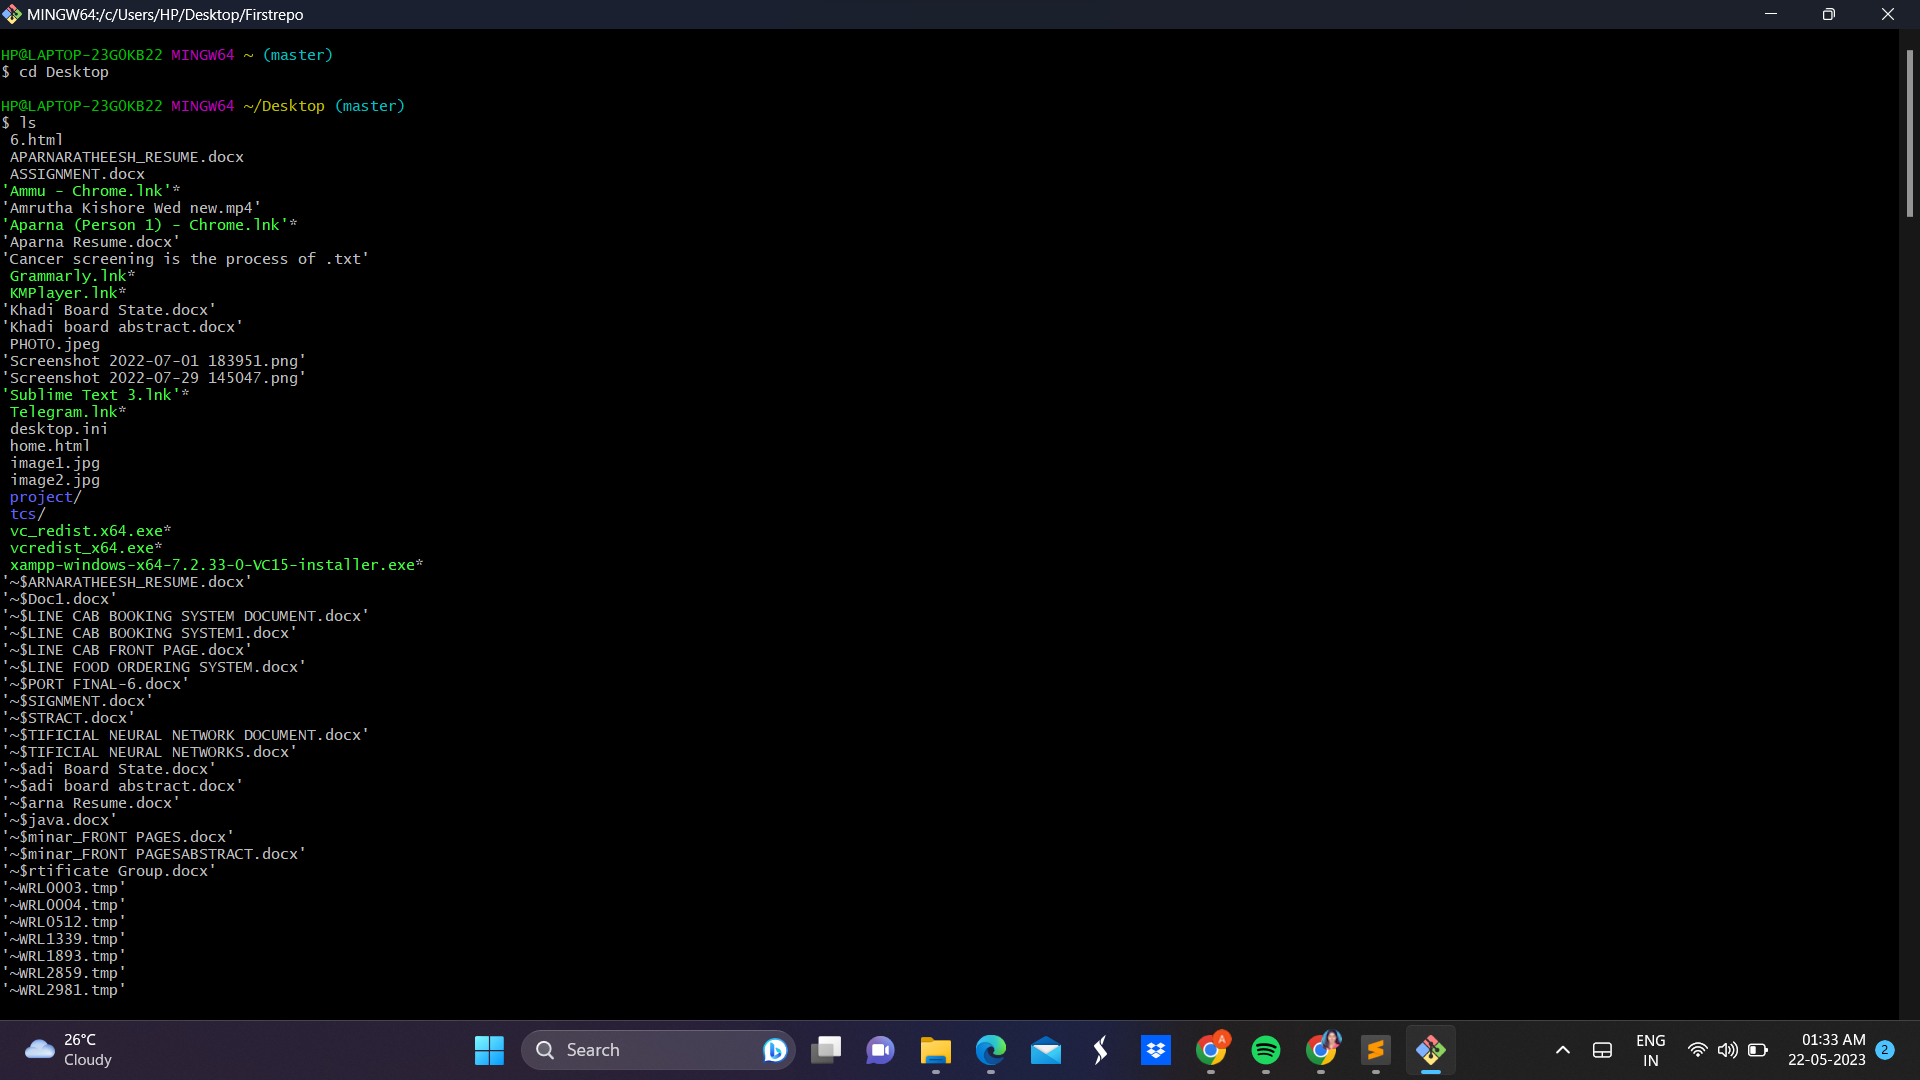 MINGW64:/c/Users/HP/Desktop/Firstrepo
HP@LAPTOP-23G0KB22 MINGW64 ~ (master)
$ cd Desktop
HP@LAPTOP-23G0KB22 MINGW64 ~/Desktop (master)
$ ls
6.html
APARNARATHEESH_RESUME.docx
ASSIGNMENT.docx
'Ammu - Chrome.lnk'*
'Amrutha Kishore Wed new.mp4'
'Aparna (Person 1) - Chrome.lnk'*
'Aparna Resume.docx'
'Cancer screening is the process of .txt'
Grammarly.lnk*
KMPlayer.lnk*
'Khadi Board State.docx'
'Khadi board abstract.docx'
PHOTO.jpeg
'Screenshot 2022-07-01 183951.png'
'Screenshot 2022-07-29 145047.png'
'Sublime Text 3.lnk'*
Telegram.lnk*
desktop.ini
home.html
image1.jpg
image2.jpg
project/
tcs/
vc_redist.x64.exe*
vcredist_x64.exe*
xampp-windows-x64-7.2.33-0-VC15-installer.exe*
'~$ARNARATHEESH_RESUME.docx'
'~$Doc1.docx'
'~$LINE CAB BOOKING SYSTEM DOCUMENT.docx'
'~$LINE CAB BOOKING SYSTEM1.docx'
'~$LINE CAB FRONT PAGE.docx'
'~$LINE FOOD ORDERING SYSTEM.docx'
'~$PORT FINAL-6.docx'
'~$SIGNMENT.docx'
'~$STRACT.docx'
'~$TIFICIAL NEURAL NETWORK DOCUMENT.docx'
'~$TIFICIAL NEURAL NETWORKS.docx'
'~$adi Board State.docx'
'~$adi board abstract.docx'
'~$arna Resume.docx'
'~$java.docx'
'~$minar_FRONT PAGES.docx'
'~$minar_FRONT PAGESABSTRACT.docx'
'~$rtificate Group.docx'
'~WRL0003.tmp'
'~WRL0004.tmp'
'~WRL0512.tmp'
'~WRL1339.tmp'
'~WRL1893.tmp'
'~WRL2859.tmp'
'~WRL2981.tmp'
26°C
Cloudy
Search
A
ENG
IN
01:33 AM
22-05-2023
2